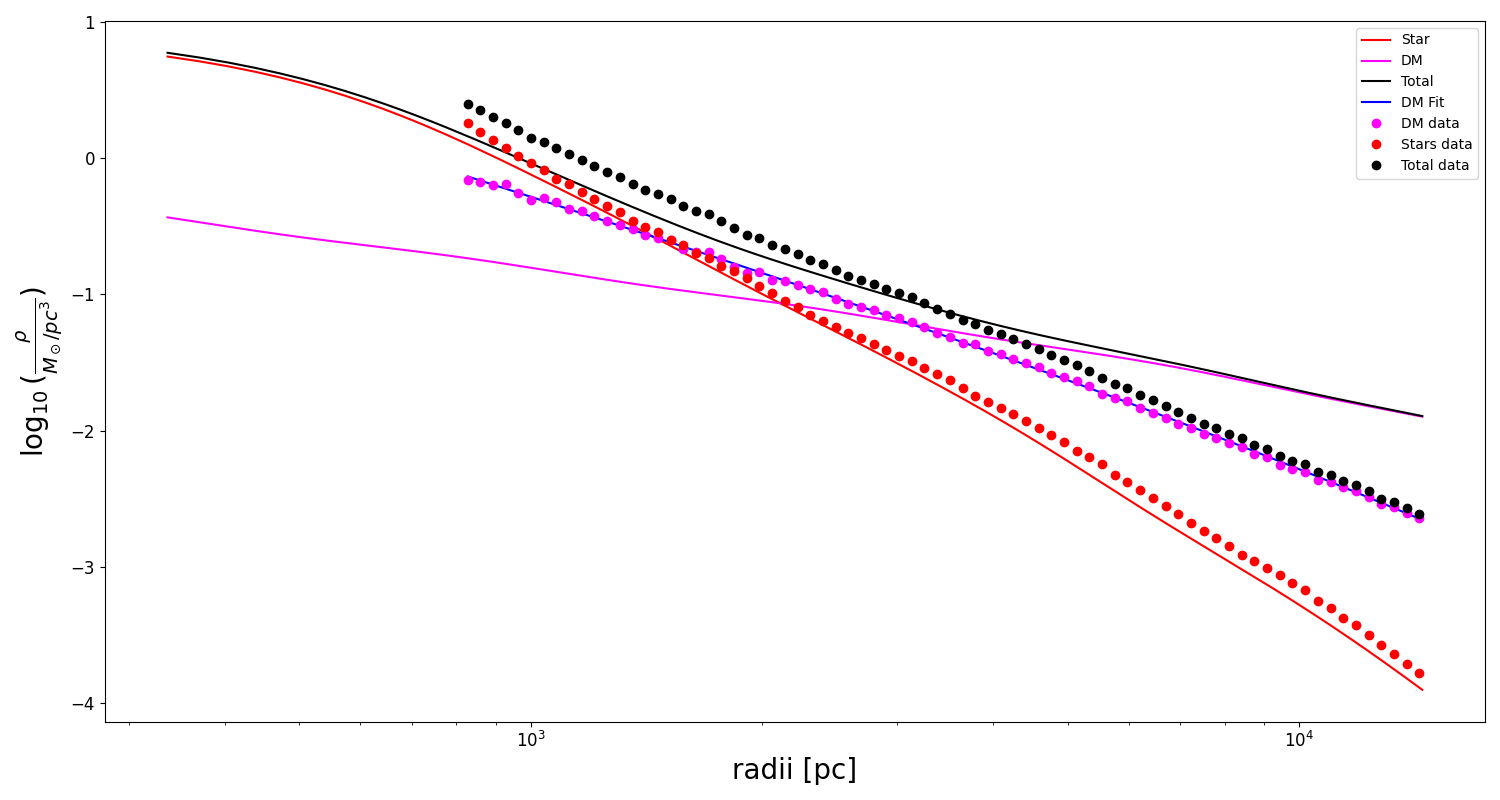 1
0
−1
−2
−3
−4
log₁₀(ρ / M⊙/pc³)
10³
10⁴
radii [pc]
Star
DM
Total
DM Fit
DM data
Stars data
Total data